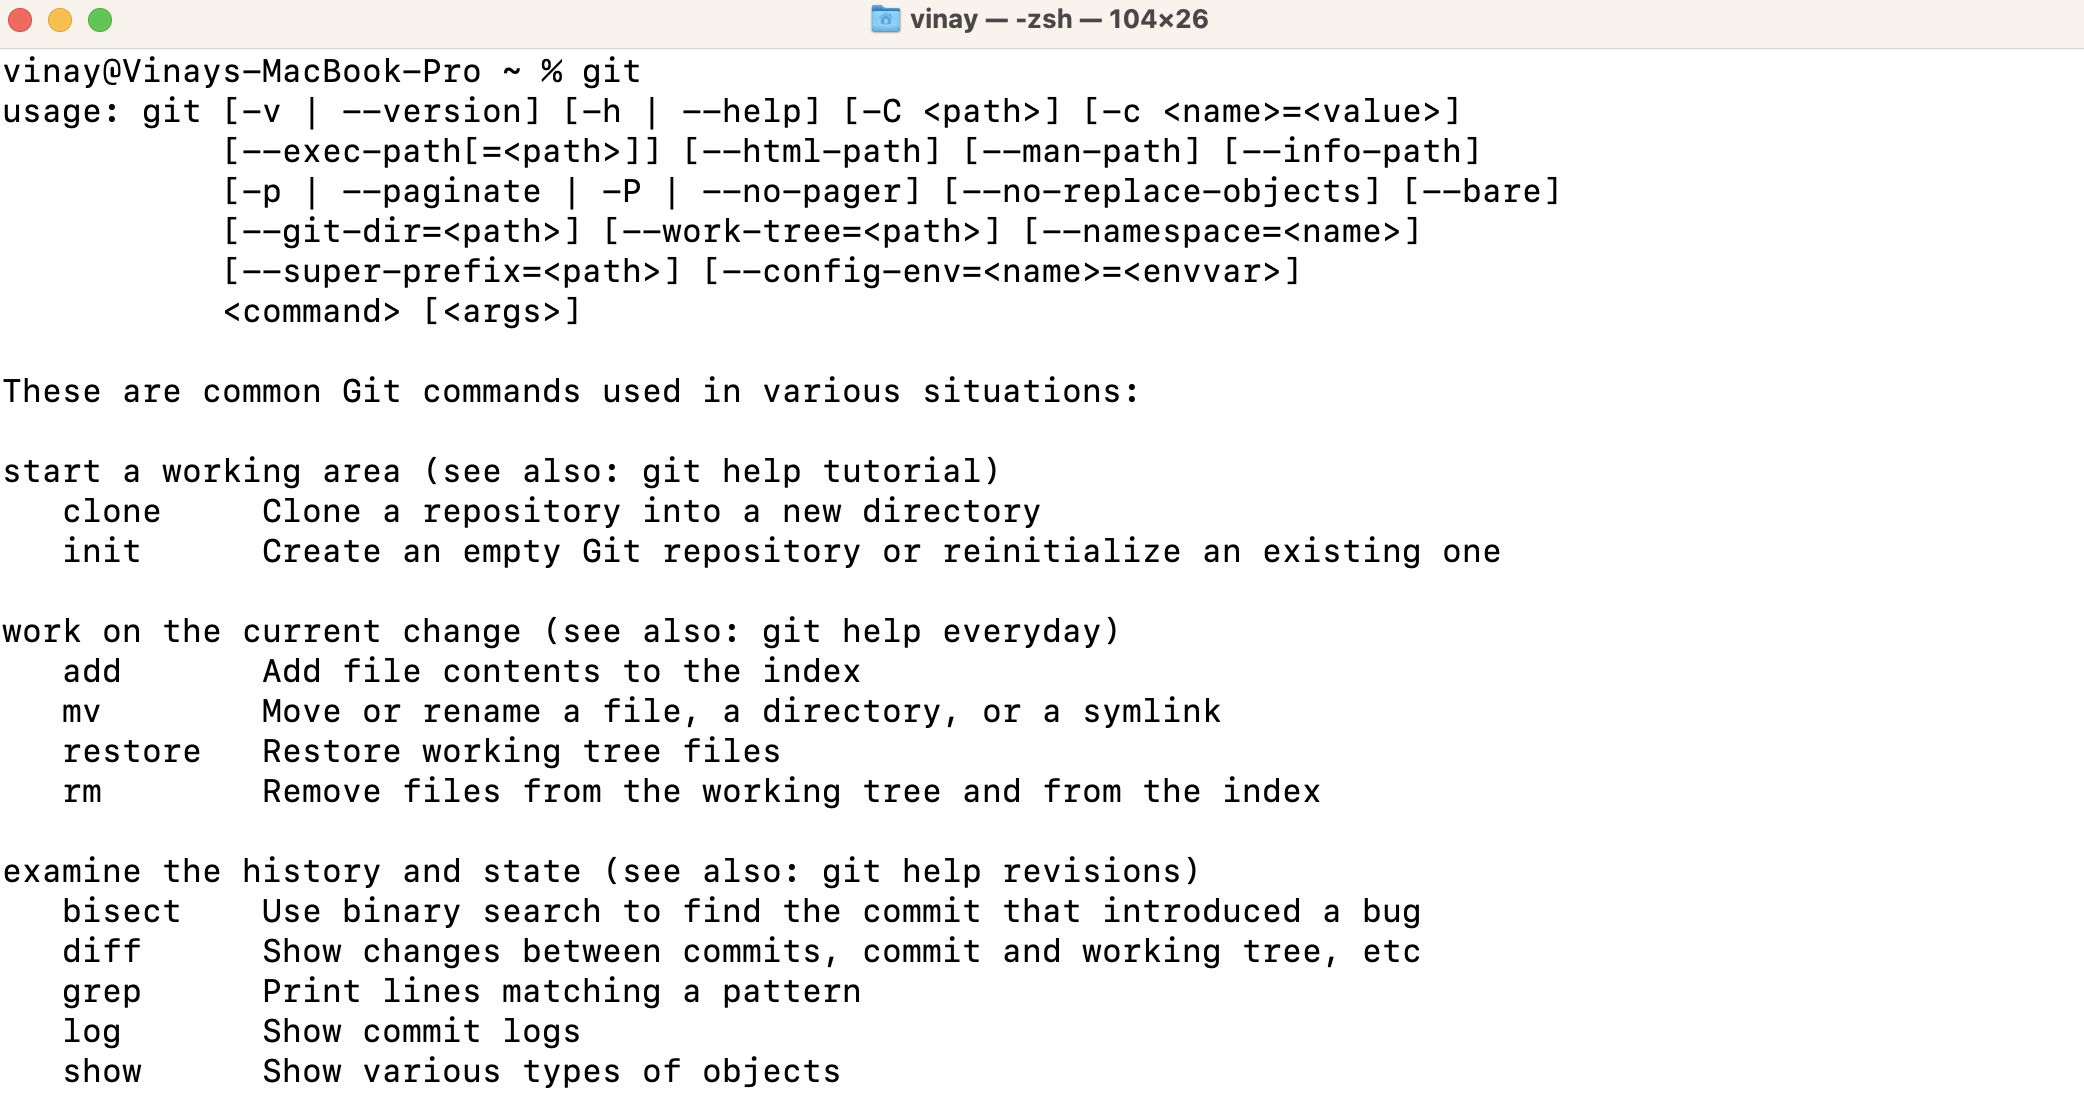 vinay — -zsh — 104×26
vinay@Vinays-MacBook-Pro ~ % git
usage: git [-v | --version] [-h | --help] [-C <path>] [-c <name>=<value>]
           [--exec-path[=<path>]] [--html-path] [--man-path] [--info-path]
           [-p | --paginate | -P | --no-pager] [--no-replace-objects] [--bare]
           [--git-dir=<path>] [--work-tree=<path>] [--namespace=<name>]
           [--super-prefix=<path>] [--config-env=<name>=<envvar>]
           <command> [<args>]

These are common Git commands used in various situations:

start a working area (see also: git help tutorial)
   clone     Clone a repository into a new directory
   init      Create an empty Git repository or reinitialize an existing one

work on the current change (see also: git help everyday)
   add       Add file contents to the index
   mv        Move or rename a file, a directory, or a symlink
   restore   Restore working tree files
   rm        Remove files from the working tree and from the index

examine the history and state (see also: git help revisions)
   bisect    Use binary search to find the commit that introduced a bug
   diff      Show changes between commits, commit and working tree, etc
   grep      Print lines matching a pattern
   log       Show commit logs
   show      Show various types of objects